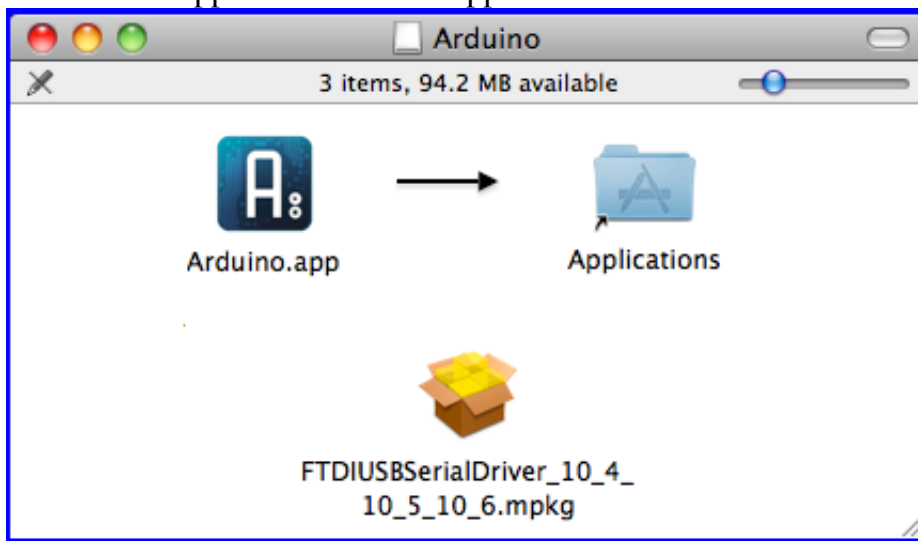 Arduino
3 items, 94.2 MB available
Arduino.app
Applications
FTDIUSBSerialDriver_10_4_
10_5_10_6.mpkg